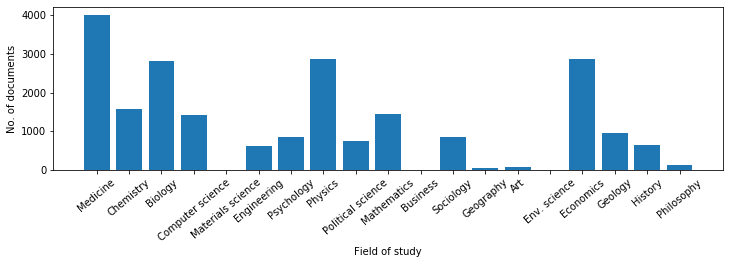 4000
3000
2000
1000
0
No. of documents
Medicine
Chemistry
Biology
Computer science
Materials science
Engineering
Psychology
Physics
Political science
Mathematics
Business
Sociology
Geography
Art
Env. science
Economics
Geology
History
Philosophy
Field of study